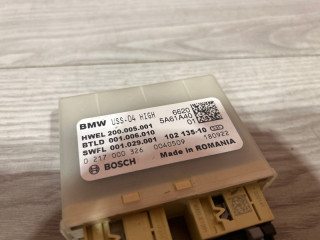 BMW USS-04 HIGH 6620
5A61A40
HWEL 200.005.001 01
BTLD 001.006.010
SWFL 001.029.001 102 135-10
0 217 000 326 0040509 180922
BOSCH Made in ROMANIA